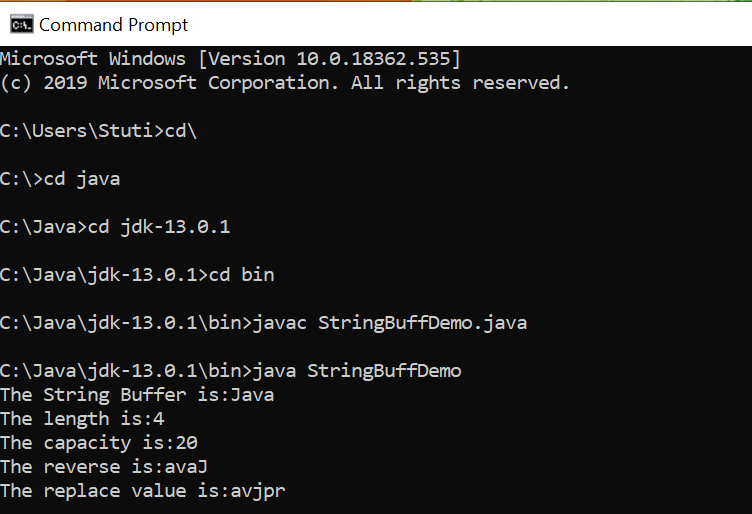 C:\. Command Prompt
Microsoft Windows [Version 10.0.18362.535]
(c) 2019 Microsoft Corporation. All rights reserved.
C:\Users\Stuti>cd\
C:\>cd java
C:\Java>cd jdk-13.0.1
C:\Java\jdk-13.0.1>cd bin
C:\Java\jdk-13.0.1\bin>javac StringBuffDemo.java
C:\Java\jdk-13.0.1\bin>java StringBuffDemo
The String Buffer is:Java
The length is:4
The capacity is:20
The reverse is:avaJ
The replace value is:avjpr